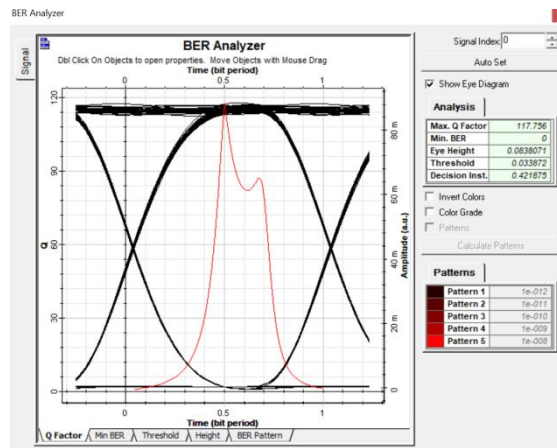 BER Analyzer
Signal
BER Analyzer
Dbl Click On Objects to open properties. Move Objects with Mouse Drag
Time (bit period)
0 0.5 1
Q
120
90
60
30
0
Amplitude (a.u.)
80 m
60 m
40 m
20 m
0
0 0.5 1
Time (bit period)
Q Factor Min BER Threshold Height BER Pattern
Signal Index: 0
Auto Set
Show Eye Diagram
Analysis
Max. Q Factor 117.756
Min. BER 0
Eye Height 0.0838071
Threshold 0.033872
Decision Inst. 0.421875
Invert Colors
Color Grade
Patterns
Calculate Patterns
Patterns
Pattern 1 1e-012
Pattern 2 1e-011
Pattern 3 1e-010
Pattern 4 1e-009
Pattern 5 1e-008